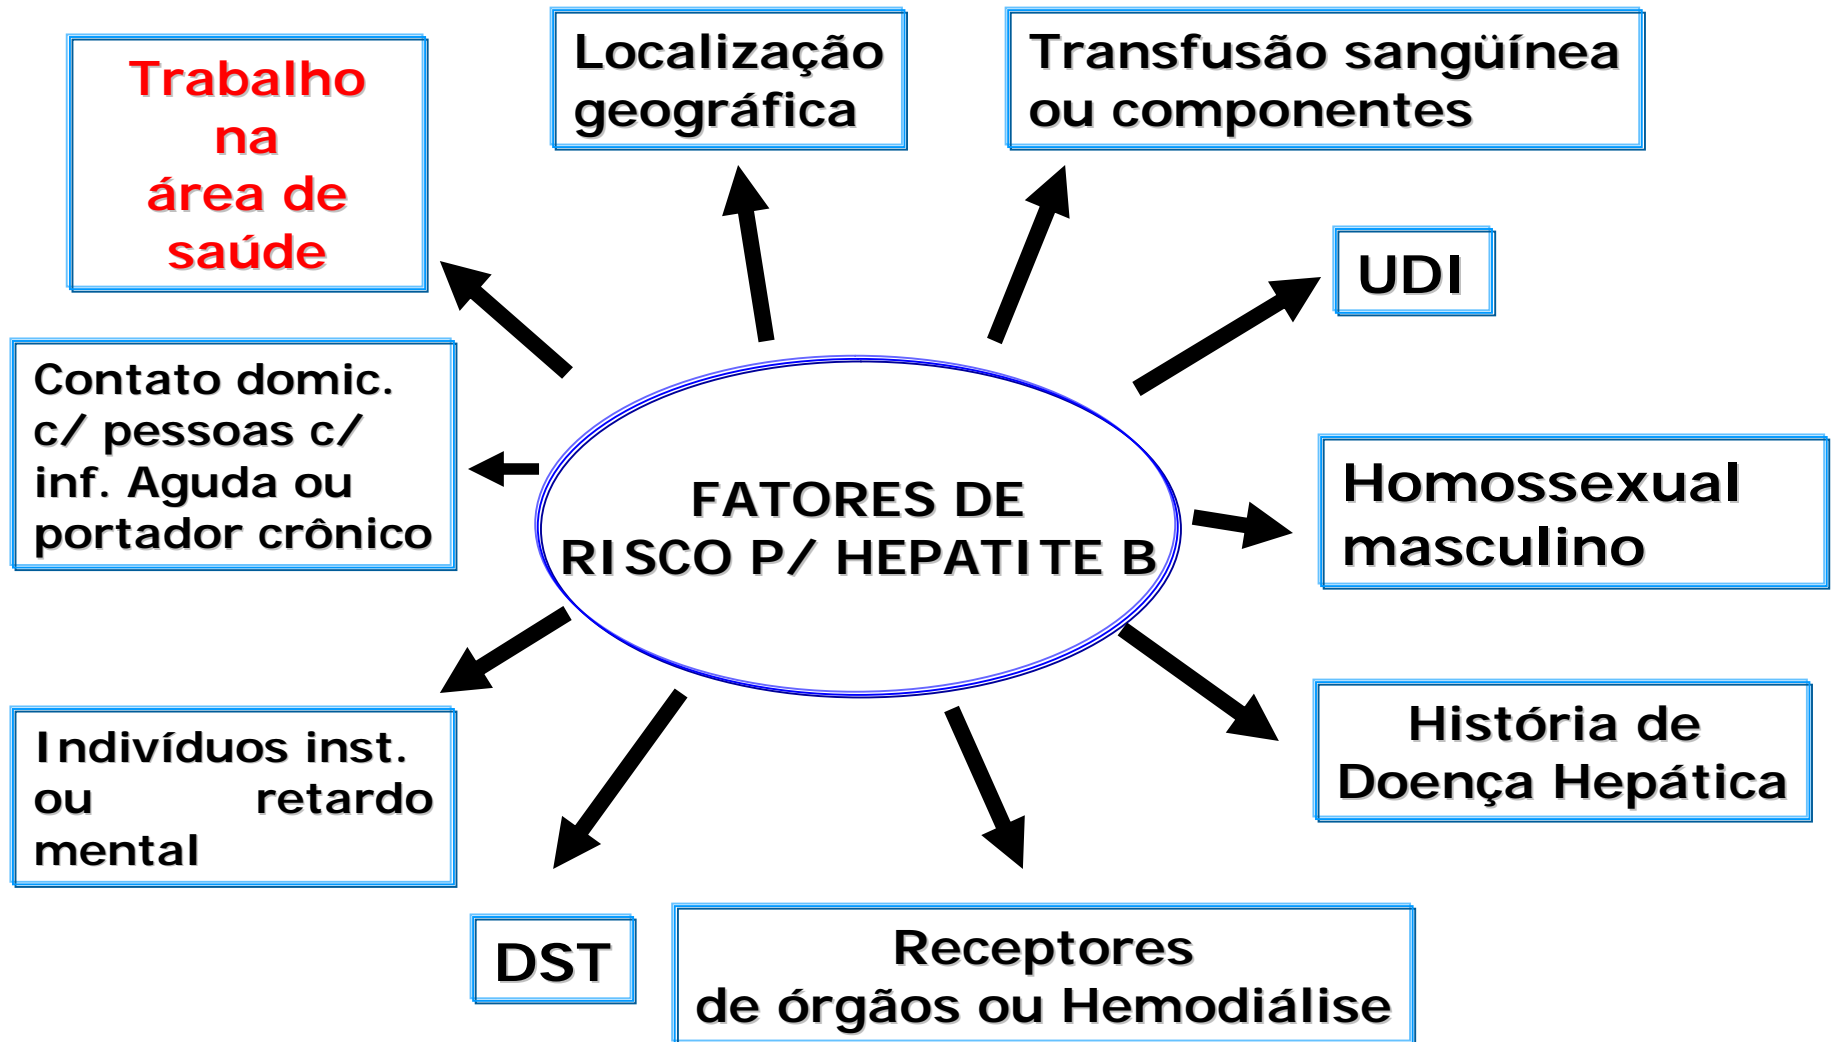 Trabalho
na
área de
saúde
Localização
geográfica
Transfusão sangüínea
ou componentes
UDI
Contato domic.
c/ pessoas c/
inf. Aguda ou
portador crônico
FATORES DE
RISCO P/ HEPATITE B
Homossexual
masculino
Indivíduos inst.
ou retardo
mental
História de
Doença Hepática
DST
Receptores
de órgãos ou Hemodiálise